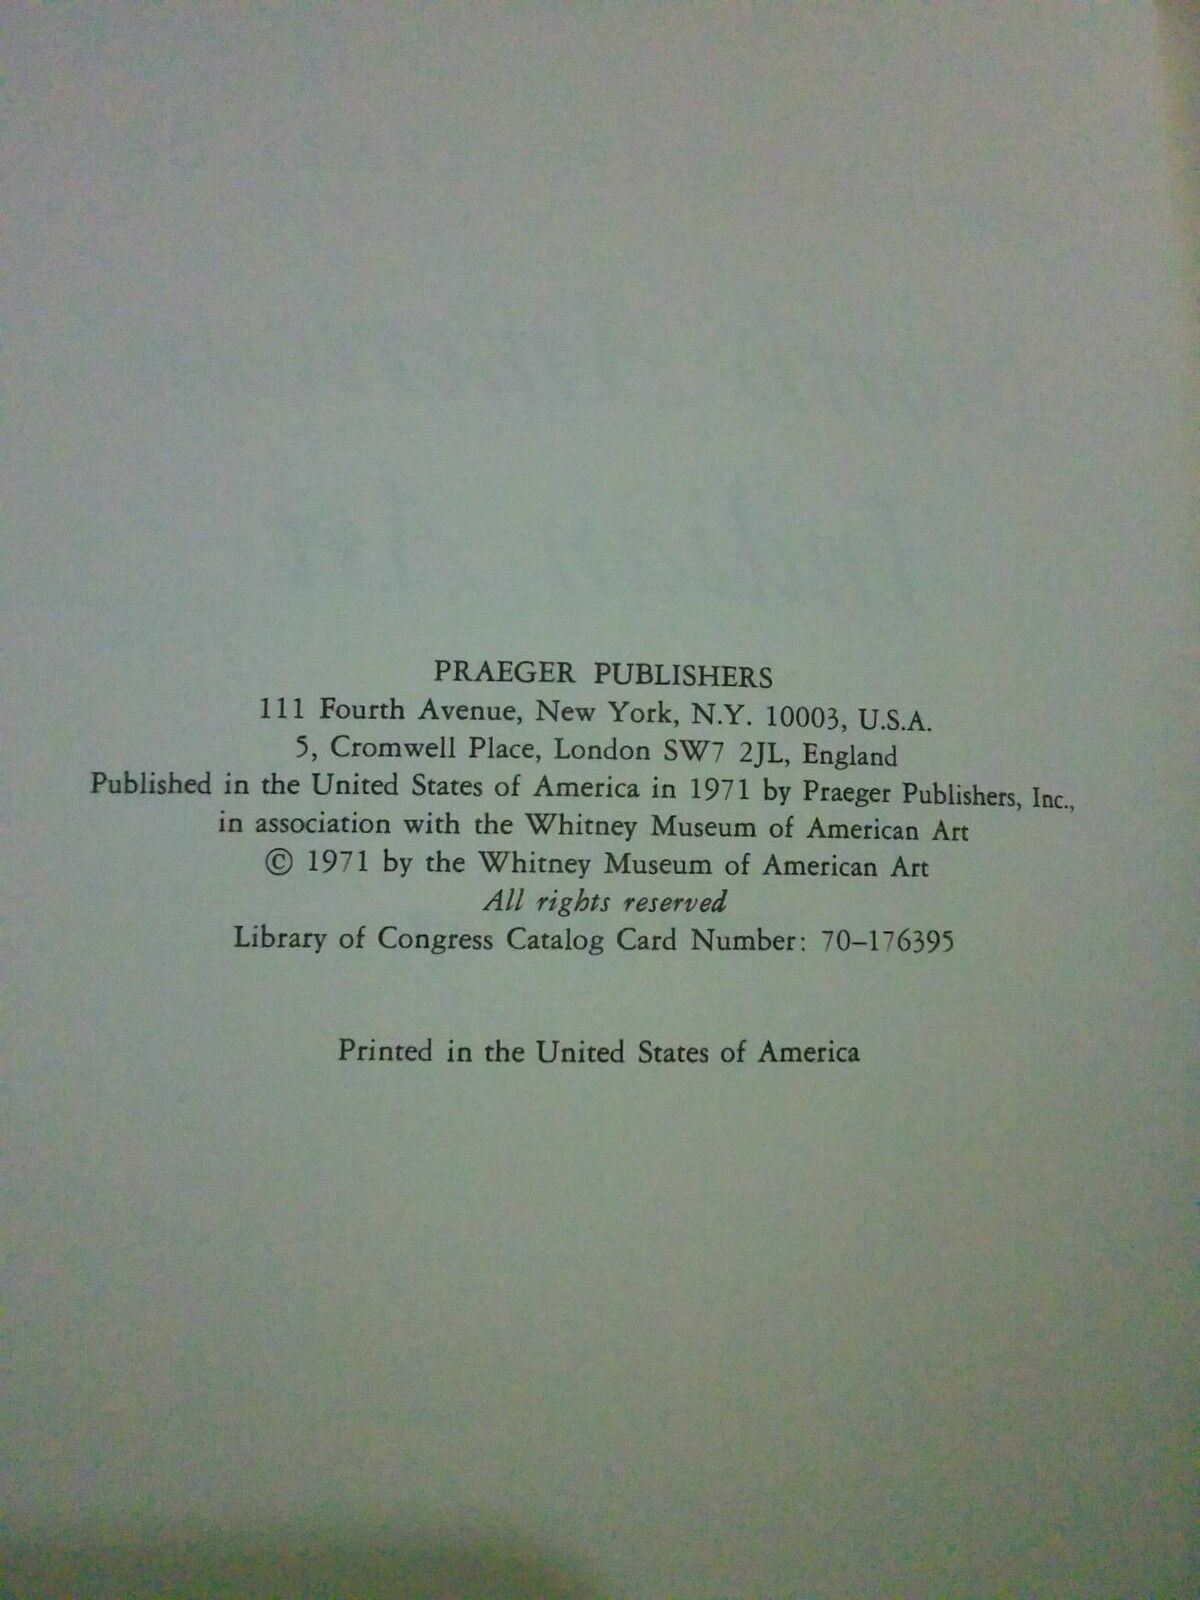 PRAEGER PUBLISHERS
111 Fourth Avenue, New York, N.Y. 10003, U.S.A.
5, Cromwell Place, London SW7 2JL, England
Published in the United States of America in 1971 by Praeger Publishers, Inc.,
in association with the Whitney Museum of American Art
© 1971 by the Whitney Museum of American Art
All rights reserved
Library of Congress Catalog Card Number: 70–176395
Printed in the United States of America